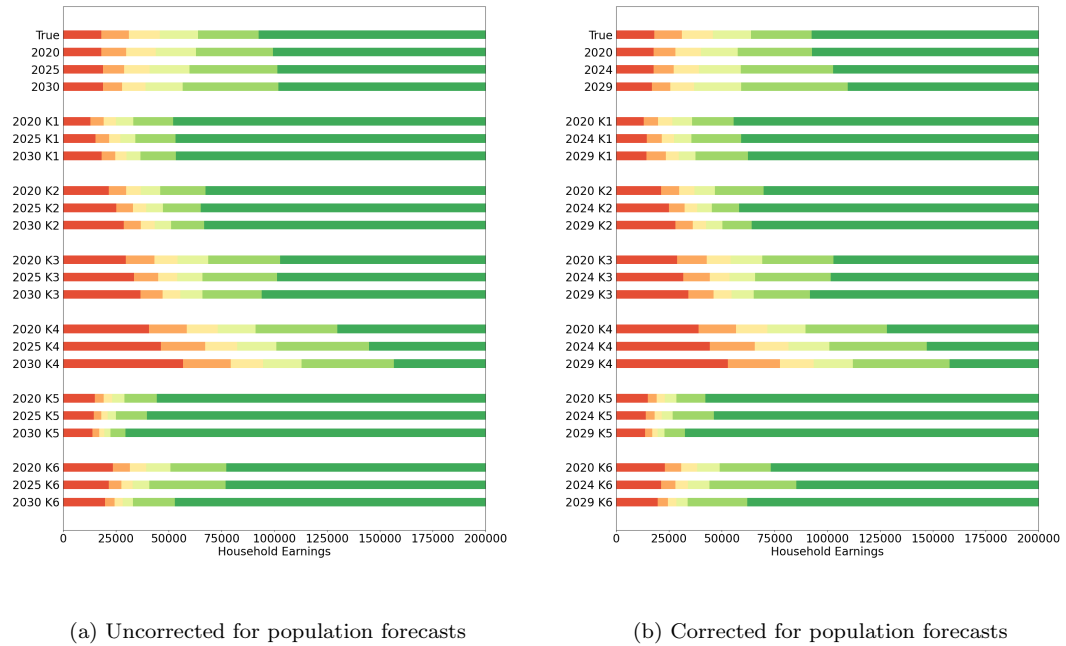 True
2020
2025
2030
2020 K1
2025 K1
2030 K1
2020 K2
2025 K2
2030 K2
2020 K3
2025 K3
2030 K3
2020 K4
2025 K4
2030 K4
2020 K5
2025 K5
2030 K5
2020 K6
2025 K6
2030 K6
0 25000 50000 75000 100000 125000 150000 175000 200000
Household Earnings
(a) Uncorrected for population forecasts
True
2020
2024
2029
2020 K1
2024 K1
2029 K1
2020 K2
2024 K2
2029 K2
2020 K3
2024 K3
2029 K3
2020 K4
2024 K4
2029 K4
2020 K5
2024 K5
2029 K5
2020 K6
2024 K6
2029 K6
0 25000 50000 75000 100000 125000 150000 175000 200000
Household Earnings
(b) Corrected for population forecasts